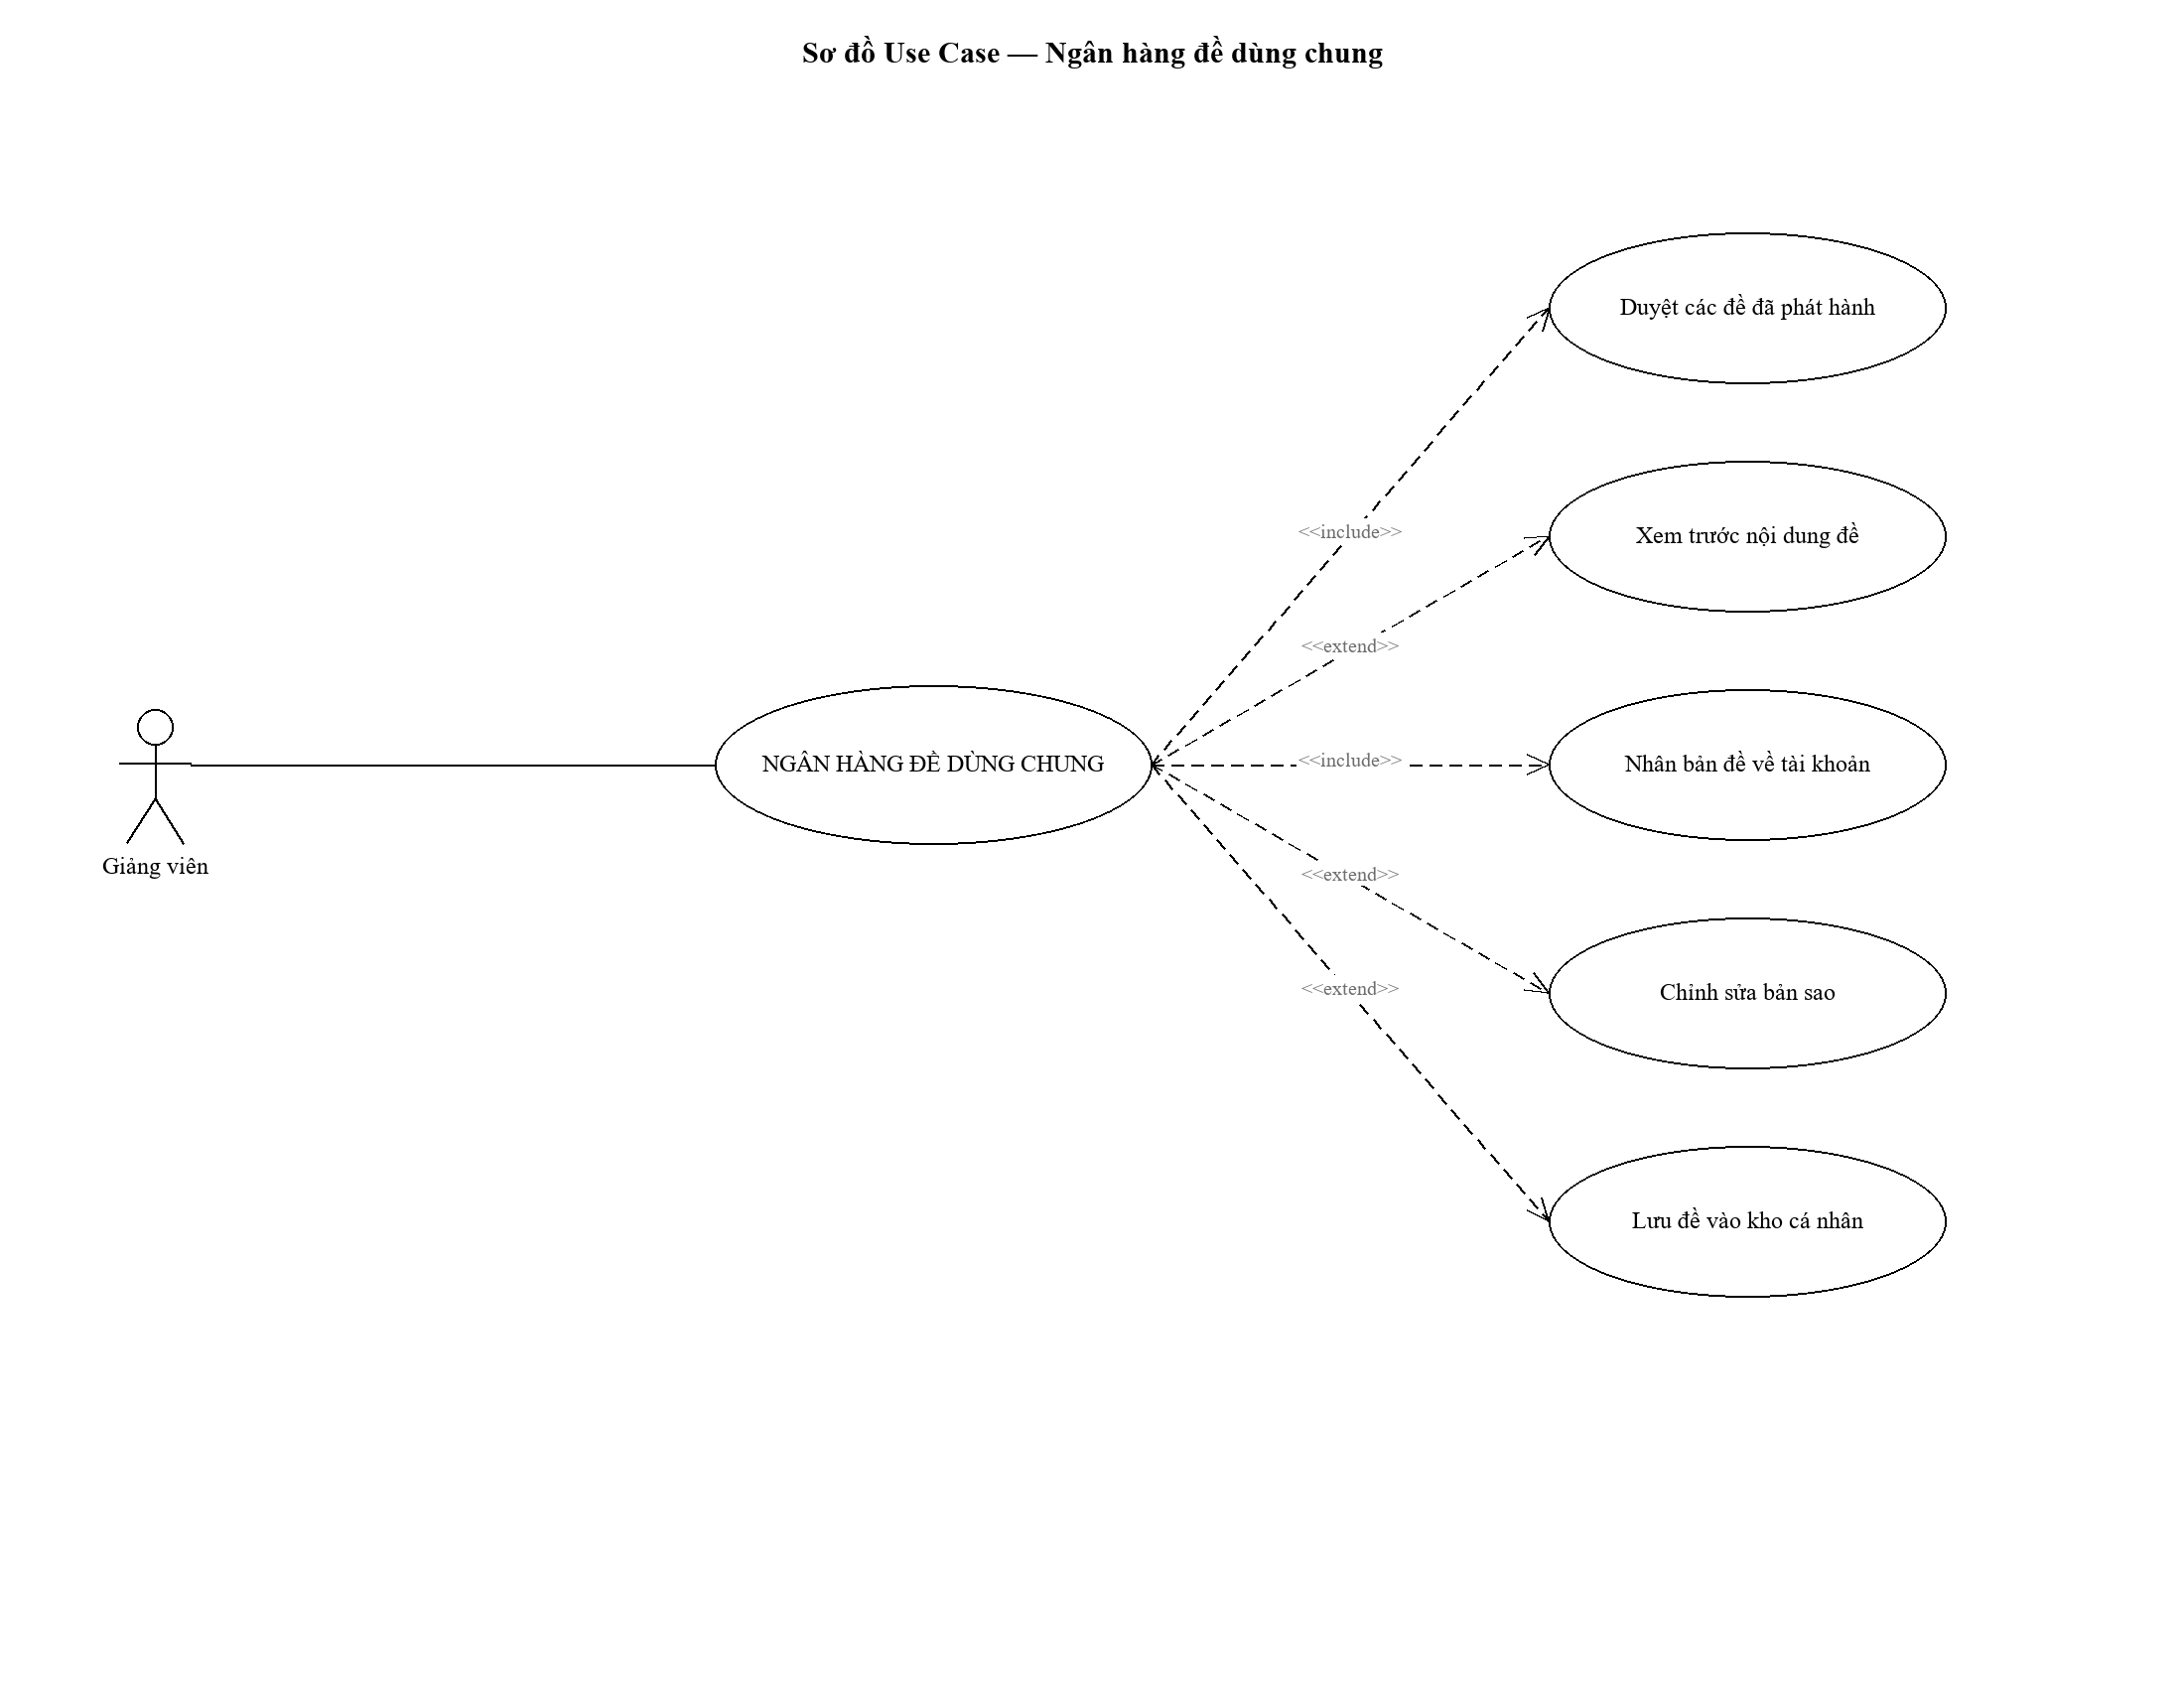 Sơ đồ Use Case — Ngân hàng đề dùng chung
Duyệt các đề đã phát hành
<<include>>
Xem trước nội dung đề
<<extend>>
NGÂN HÀNG ĐỀ DÙNG CHUNG
<<include>>
Nhân bản đề về tài khoản
Giảng viên
<<extend>>
Chỉnh sửa bản sao
<<extend>>
Lưu đề vào kho cá nhân